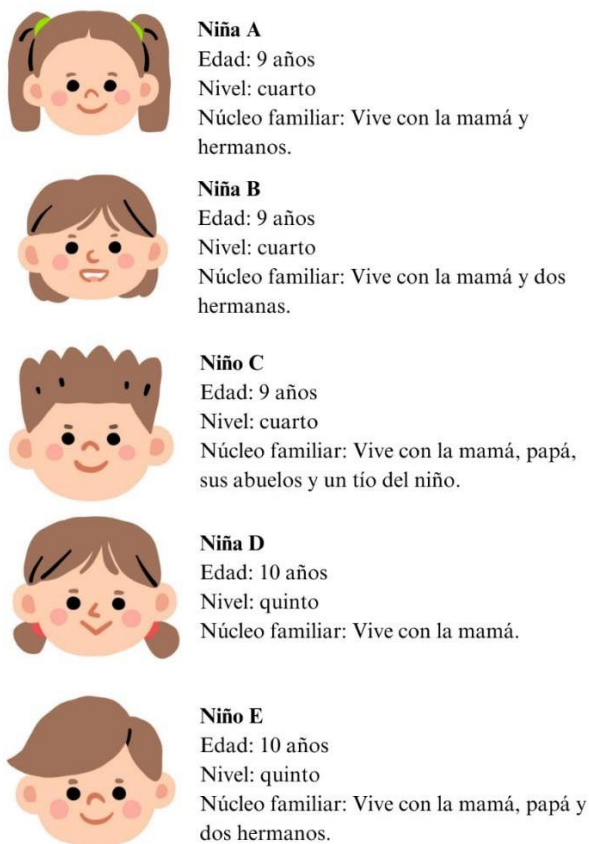 Niña A
Edad: 9 años
Nivel: cuarto
Núcleo familiar: Vive con la mamá y
hermanos.
Niña B
Edad: 9 años
Nivel: cuarto
Núcleo familiar: Vive con la mamá y dos
hermanas.
Niño C
Edad: 9 años
Nivel: cuarto
Núcleo familiar: Vive con la mamá, papá,
sus abuelos y un tío del niño.
Niña D
Edad: 10 años
Nivel: quinto
Núcleo familiar: Vive con la mamá.
Niño E
Edad: 10 años
Nivel: quinto
Núcleo familiar: Vive con la mamá, papá y
dos hermanos.